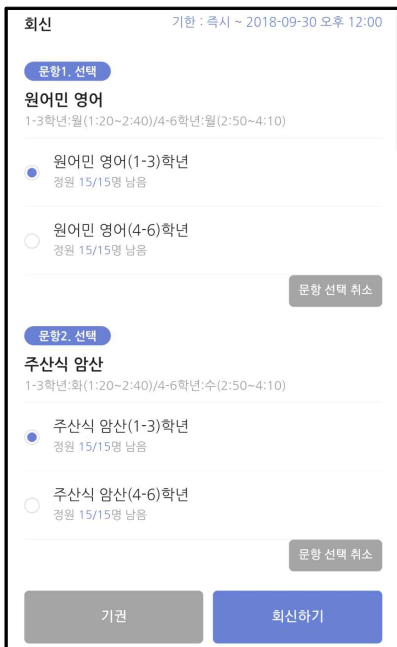 회신
기한 : 즉시 ~ 2018-09-30 오후 12:00
문항1. 선택
원어민 영어
1-3학년:월(1:20~2:40)/4-6학년:월(2:50~4:10)
원어민 영어(1-3)학년
정원 15/15명 남음
원어민 영어(4-6)학년
정원 15/15명 남음
문항 선택 취소
문항2. 선택
주산식 암산
1-3학년:화(1:20~2:40)/4-6학년:수(2:50~4:10)
주산식 암산(1-3)학년
정원 15/15명 남음
주산식 암산(4-6)학년
정원 15/15명 남음
문항 선택 취소
기권
회신하기